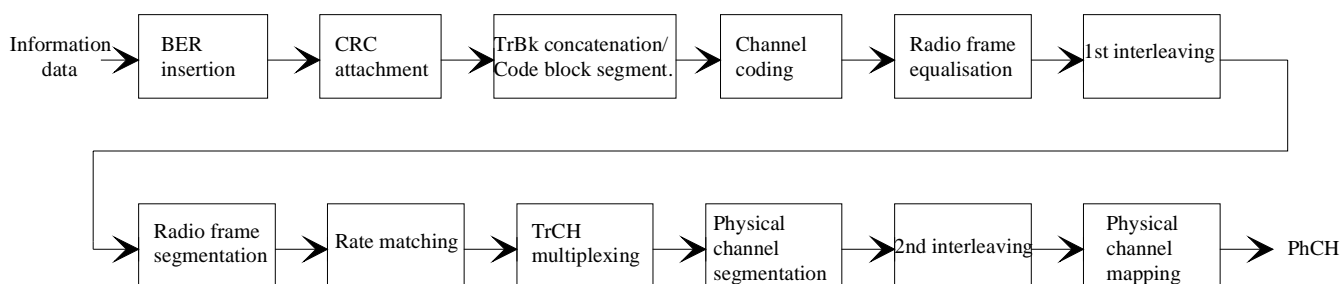 Information
data
BER
insertion
CRC
attachment
TrBk concatenation/
Code block segment.
Channel
coding
Radio frame
equalisation
1st interleaving
Radio frame
segmentation
Rate matching
TrCH
multiplexing
Physical
channel
segmentation
2nd interleaving
Physical
channel
mapping
PhCH